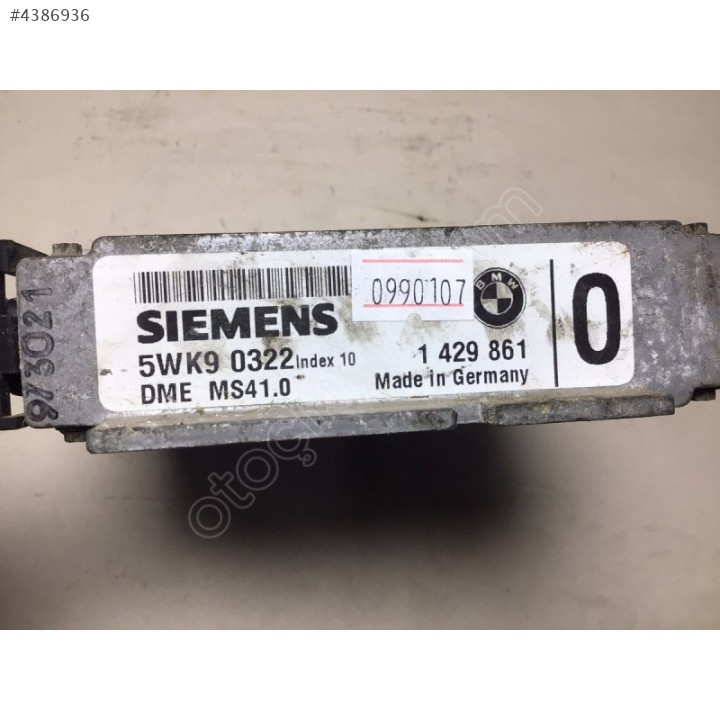 #4386936
0990107
BMW
SIEMENS
0
5WK9 0322 Index 10
1 429 861
DME MS41.0
Made in Germany
973021